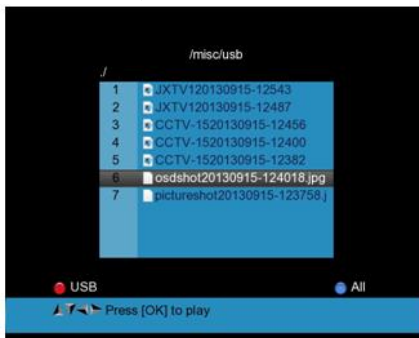 /misc/usb
./
1 JXTV120130915-12543
2 JXTV120130915-12487
3 CCTV-1520130915-12456
4 CCTV-1520130915-12400
5 CCTV-1520130915-12382
6 osdshot20130915-124018.jpg
7 pictureshot20130915-123758.j
USB All
Press [OK] to play